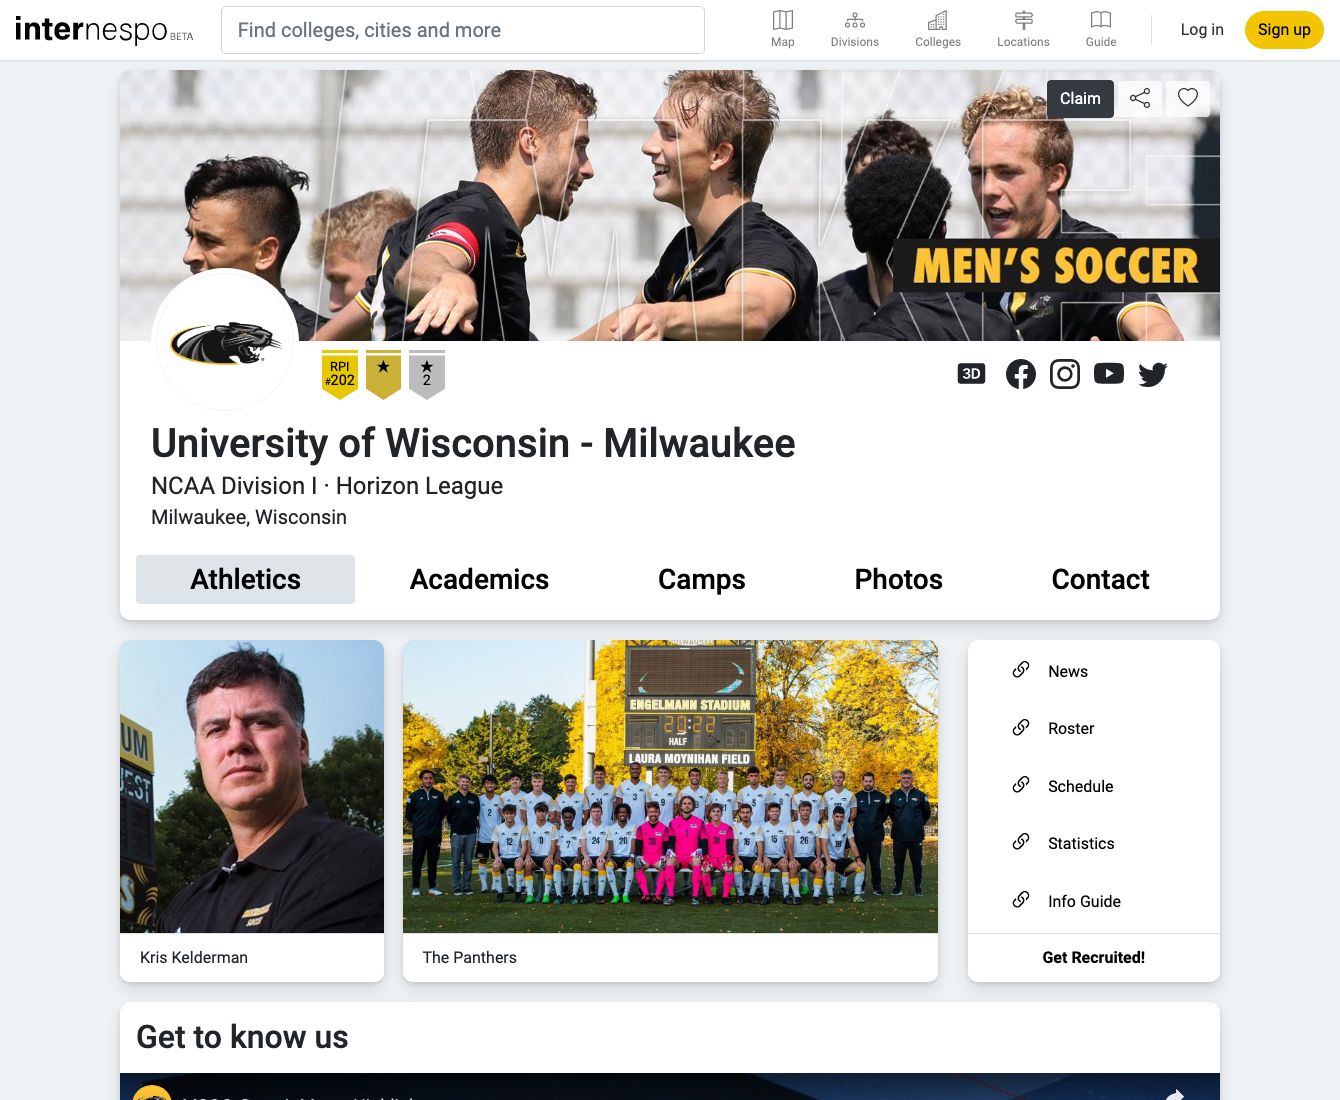 internespo BETA
Find colleges, cities and more
Map
Divisions
Colleges
Locations
Guide
Log in
Sign up
Claim
MEN'S SOCCER
RPI
#202
★
★
2
3D
University of Wisconsin - Milwaukee
NCAA Division I · Horizon League
Milwaukee, Wisconsin
Athletics
Academics
Camps
Photos
Contact
ENGELMANN STADIUM
20:22
HALF
LAURA MOYNIHAN FIELD
News
Roster
Schedule
Statistics
Info Guide
Kris Kelderman
The Panthers
Get Recruited!
Get to know us